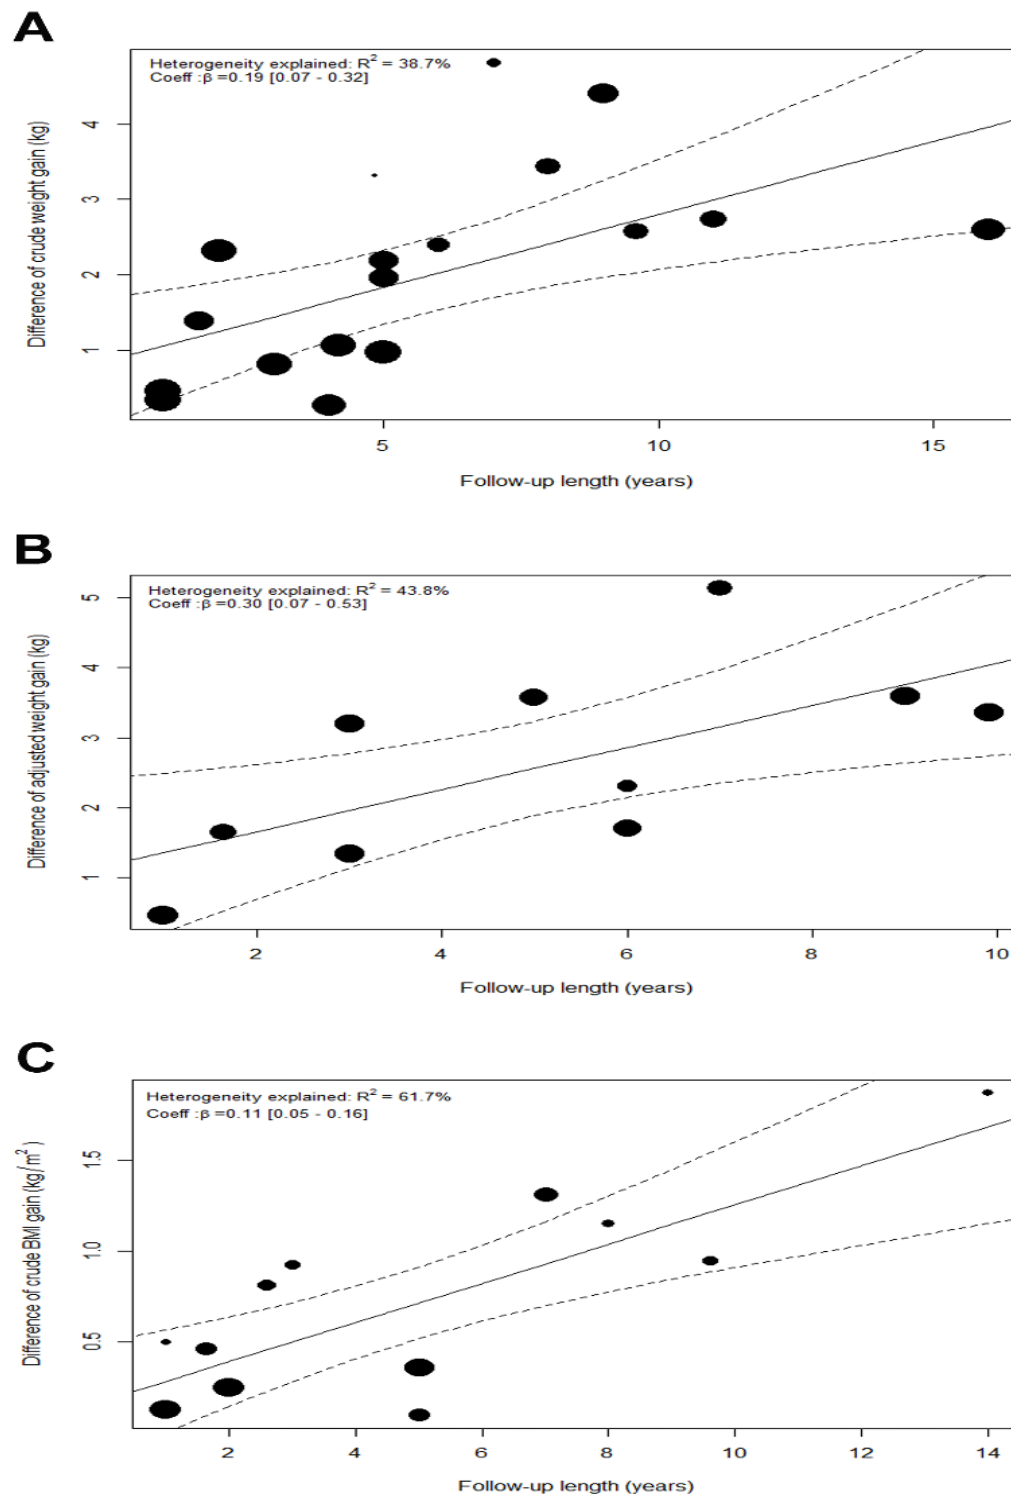 A
Heterogeneity explained: R² = 38.7%
Coeff :β =0.19 [0.07 - 0.32]
Difference of crude weight gain (kg)
4
3
2
1
5 10 15
Follow-up length (years)
B
Heterogeneity explained: R² = 43.8%
Coeff :β =0.30 [0.07 - 0.53]
Difference of adjusted weight gain (kg)
5
4
3
2
1
2 4 6 8 10
Follow-up length (years)
C
Heterogeneity explained: R² = 61.7%
Coeff :β =0.11 [0.05 - 0.16]
Difference of crude BMI gain (kg/m²)
1.5
1.0
0.5
2 4 6 8 10 12 14
Follow-up length (years)